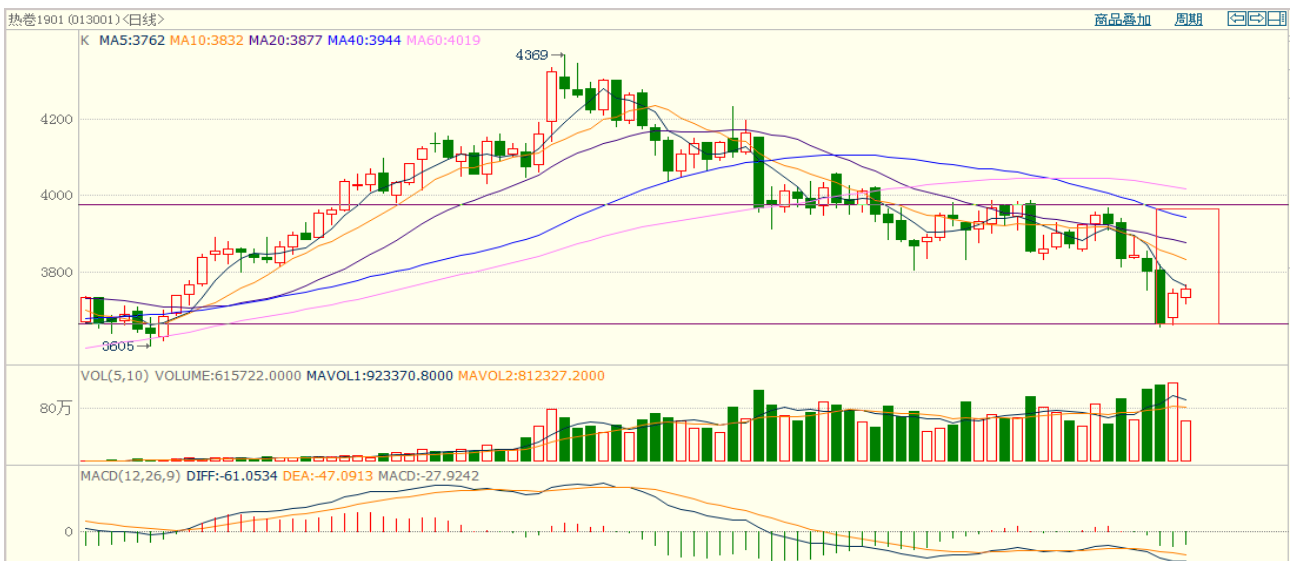 热卷1901 (013001)<日线> 商品叠加 周期
K MA5:3762 MA10:3832 MA20:3877 MA40:3944 MA60:4019
4369
4200
4000
3800
3605
VOL(5,10) VOLUME:615722.0000 MAVOL1:923370.8000 MAVOL2:812327.2000
80万
MACD(12,26,9) DIFF:-61.0534 DEA:-47.0913 MACD:-27.9242
0